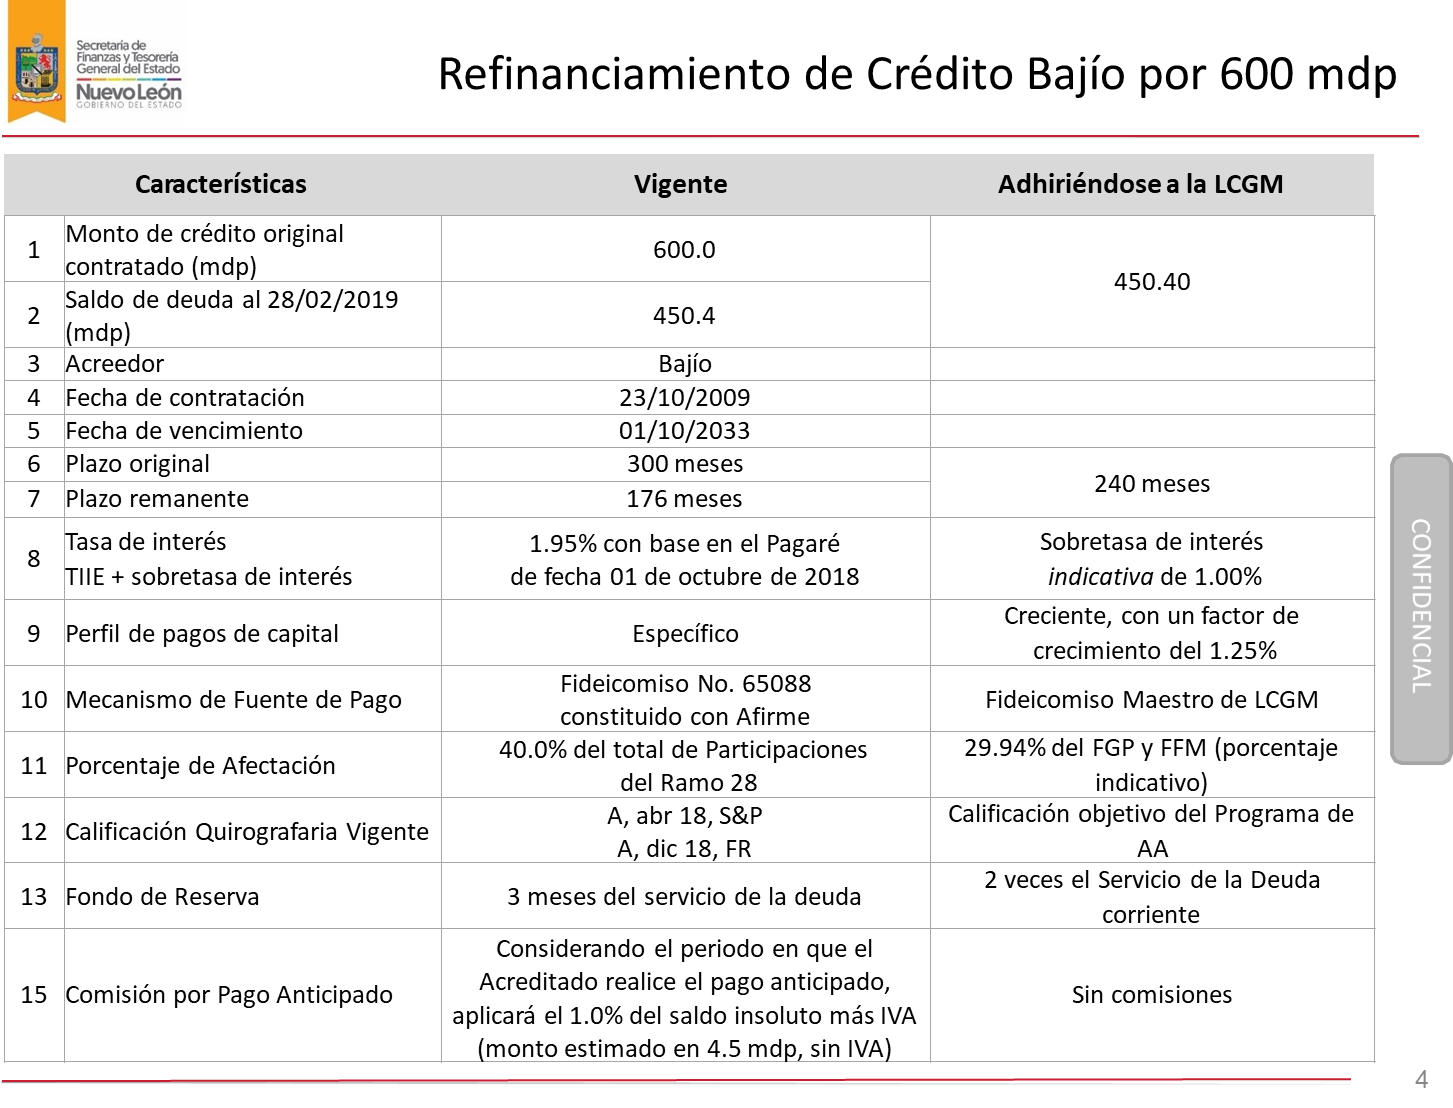 Secretaría de
Finanzas y Tesorería
General del Estado
Nuevo León
GOBIERNO DEL ESTADO
Refinanciamiento de Crédito Bajío por 600 mdp
Características Vigente Adhiriéndose a la LCGM
1 Monto de crédito original
contratado (mdp) 600.0
450.40
2 Saldo de deuda al 28/02/2019
(mdp) 450.4
3 Acreedor Bajío
4 Fecha de contratación 23/10/2009
5 Fecha de vencimiento 01/10/2033
6 Plazo original 300 meses
240 meses
7 Plazo remanente 176 meses
8 Tasa de interés
TIIE + sobretasa de interés
1.95% con base en el Pagaré
de fecha 01 de octubre de 2018
Sobretasa de interés
indicativa de 1.00%
9 Perfil de pagos de capital Específico
Creciente, con un factor de
crecimiento del 1.25%
10 Mecanismo de Fuente de Pago
Fideicomiso No. 65088
constituido con Afirme
Fideicomiso Maestro de LCGM
11 Porcentaje de Afectación
40.0% del total de Participaciones
del Ramo 28
29.94% del FGP y FFM (porcentaje
indicativo)
12 Calificación Quirografaria Vigente
A, abr 18, S&P
A, dic 18, FR
Calificación objetivo del Programa de
AA
13 Fondo de Reserva 3 meses del servicio de la deuda
2 veces el Servicio de la Deuda
corriente
15 Comisión por Pago Anticipado
Considerando el periodo en que el
Acreditado realice el pago anticipado,
aplicará el 1.0% del saldo insoluto más IVA
(monto estimado en 4.5 mdp, sin IVA)
Sin comisiones
CONFIDENCIAL
4